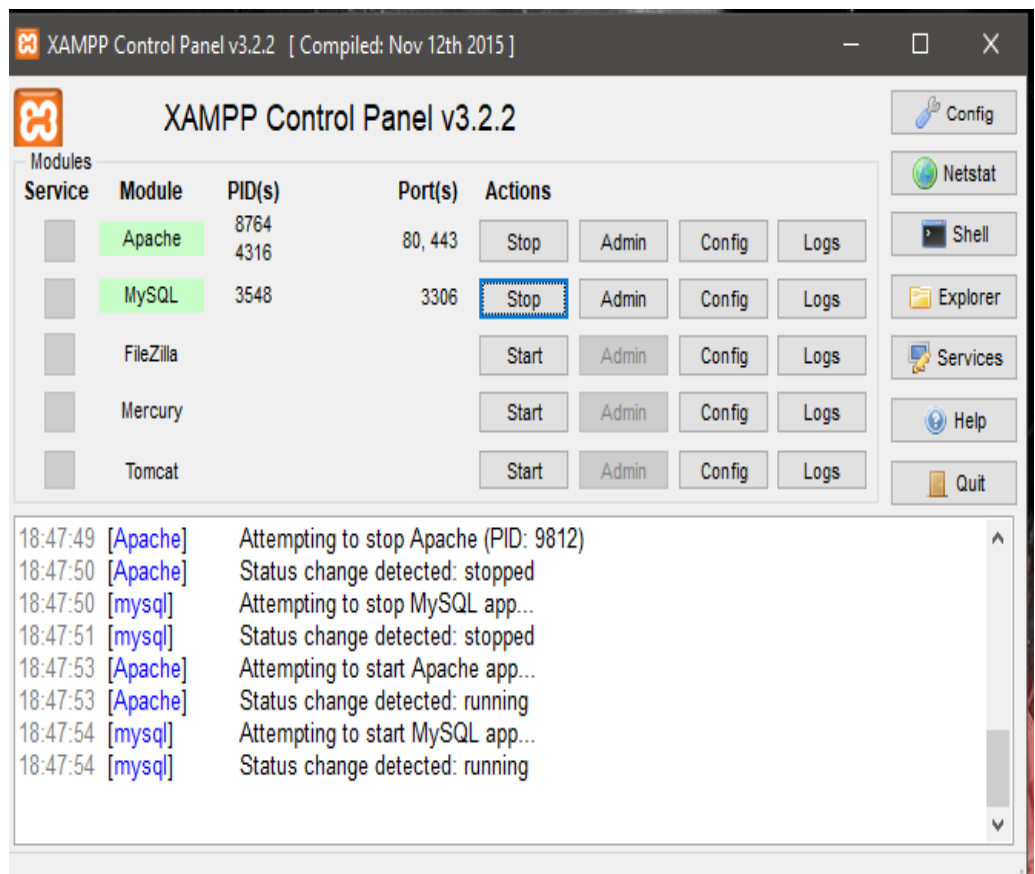 XAMPP Control Panel v3.2.2 [ Compiled: Nov 12th 2015 ]
XAMPP Control Panel v3.2.2
Config
Modules
Service Module PID(s) Port(s) Actions
Netstat
Apache 8764 4316 80, 443 Stop Admin Config Logs
Shell
MySQL 3548 3306 Stop Admin Config Logs
Explorer
FileZilla Start Admin Config Logs
Services
Mercury Start Admin Config Logs
Help
Tomcat Start Admin Config Logs
Quit
18:47:49 [Apache] Attempting to stop Apache (PID: 9812)
18:47:50 [Apache] Status change detected: stopped
18:47:50 [mysql] Attempting to stop MySQL app...
18:47:51 [mysql] Status change detected: stopped
18:47:53 [Apache] Attempting to start Apache app...
18:47:53 [Apache] Status change detected: running
18:47:54 [mysql] Attempting to start MySQL app...
18:47:54 [mysql] Status change detected: running